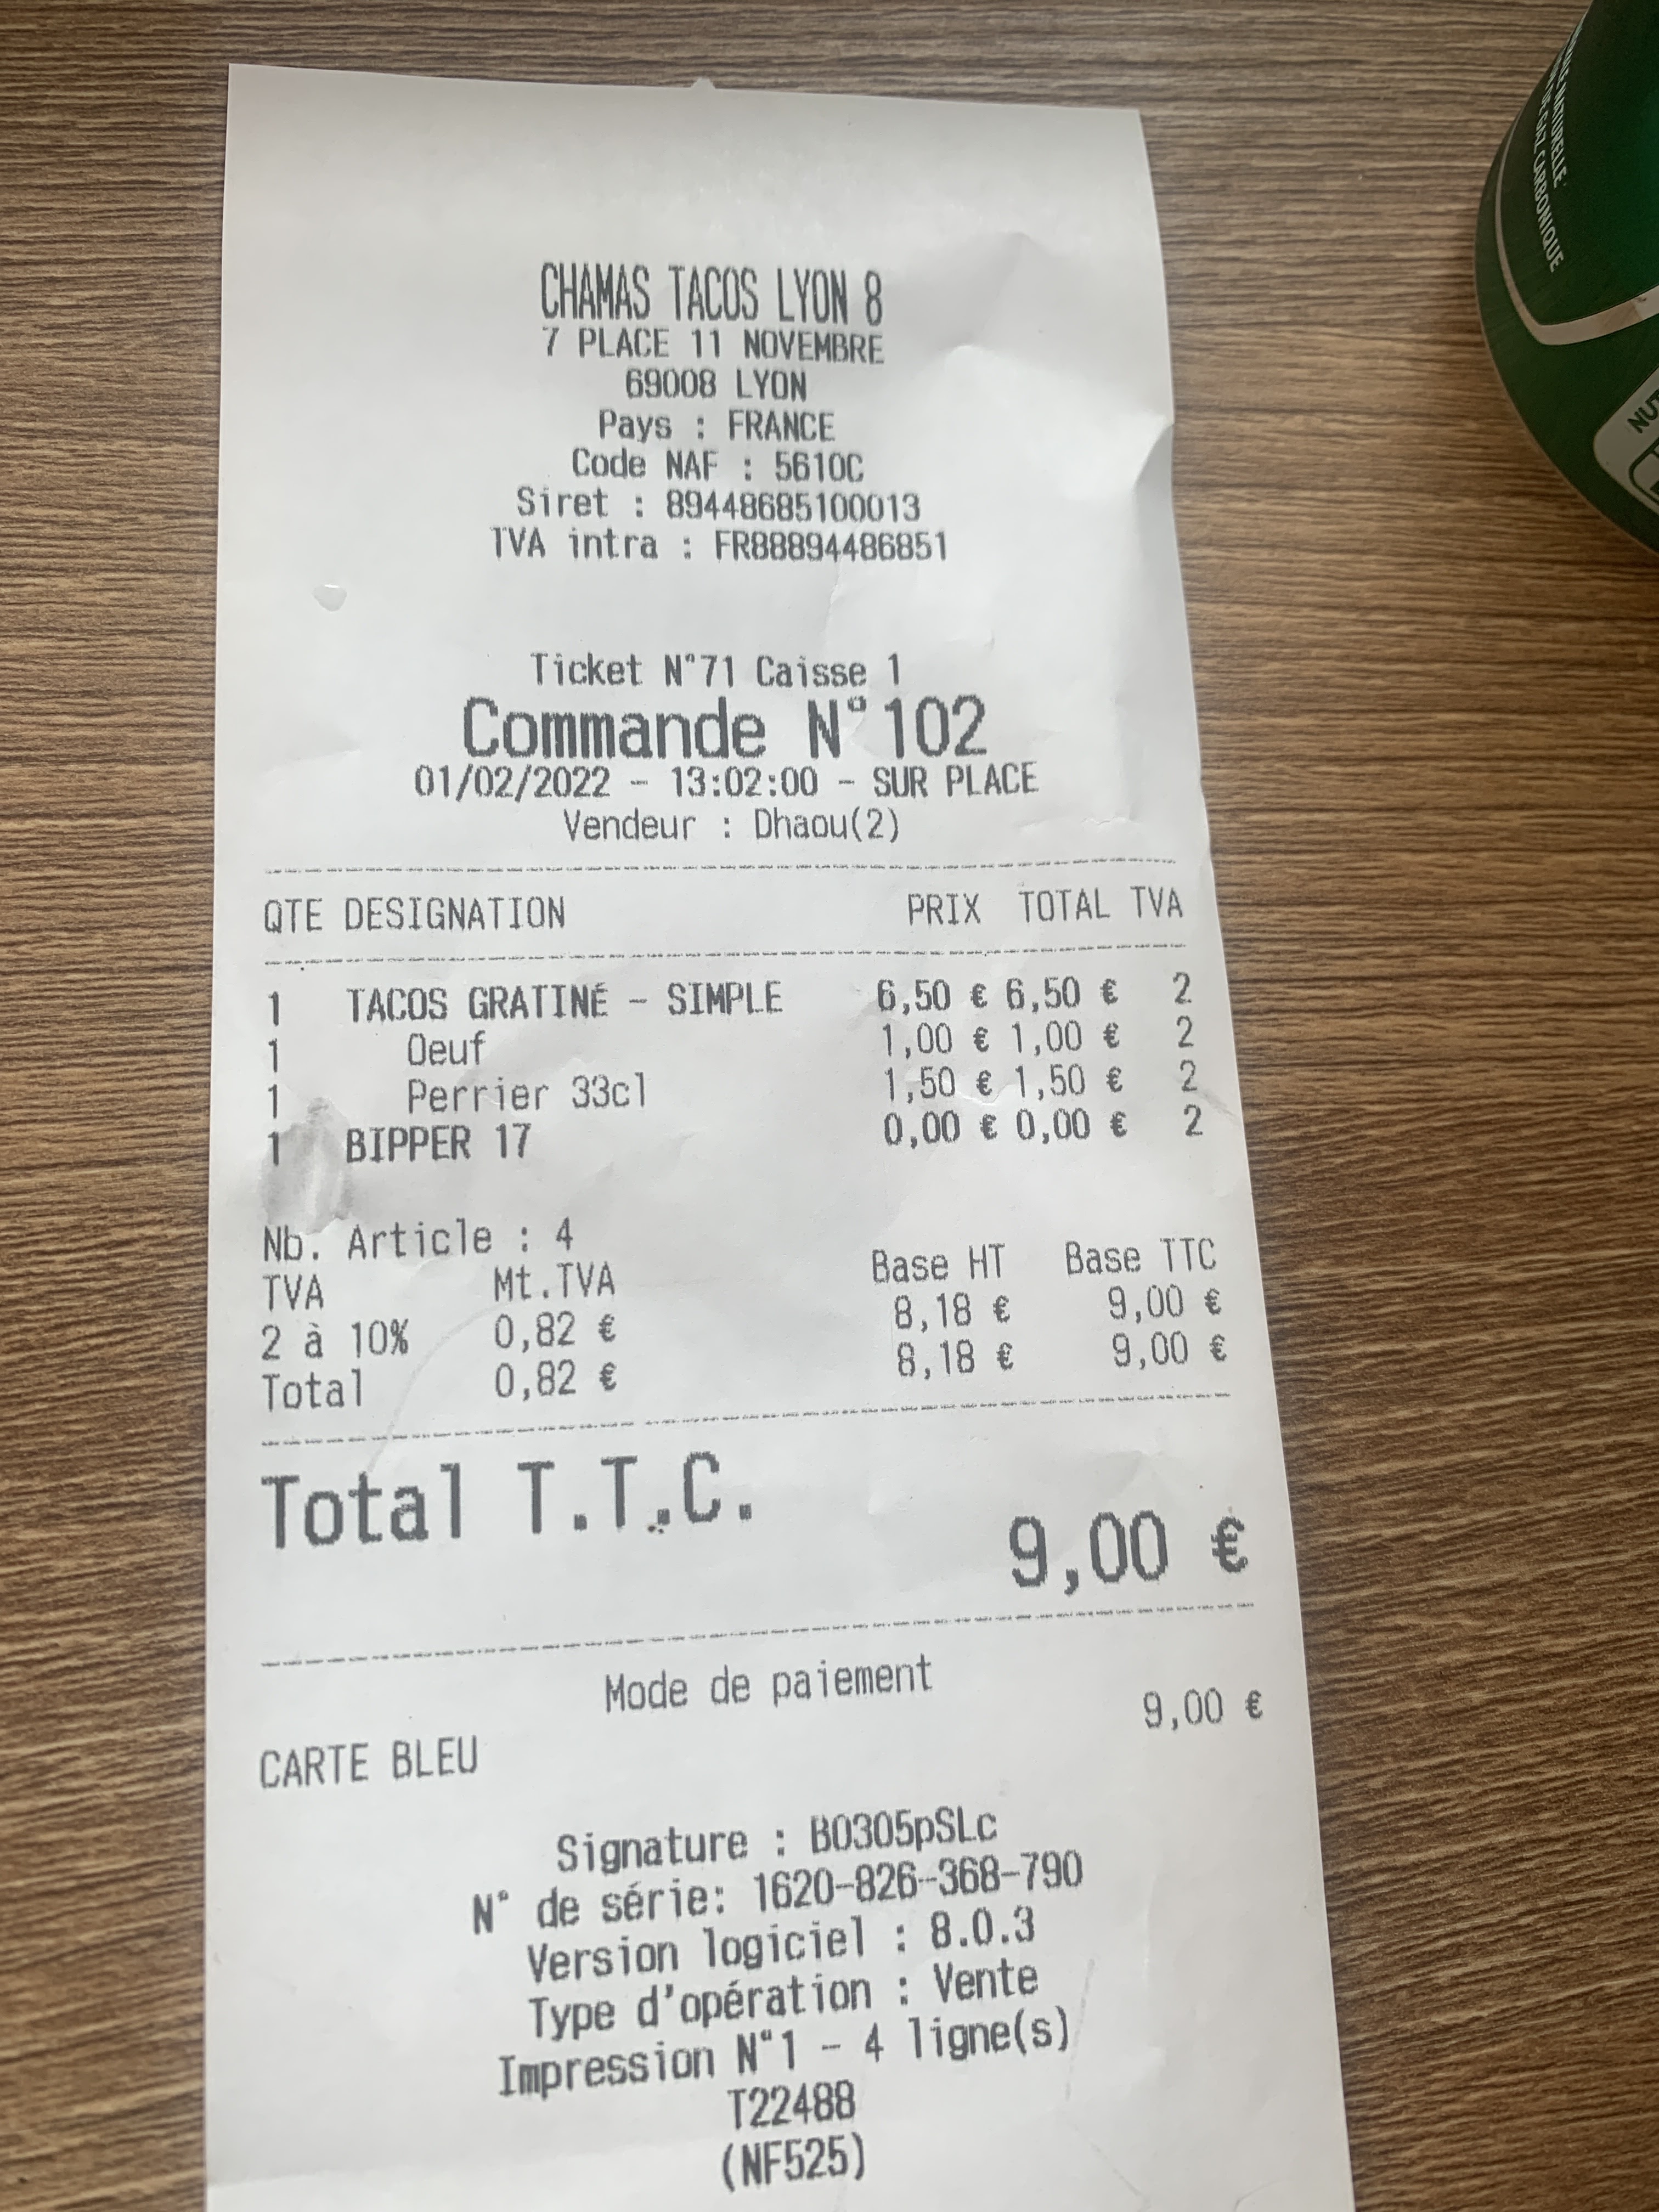 CHAMAS TACOS LYON 8
7 PLACE 11 NOVEMBRE
69008 LYON
Pays : FRANCE
Code NAF : 5610C
Siret : 89448685100013
TVA intra : FR88894486851
Ticket N°71 Caisse 1
Commande N°102
01/02/2022 - 13:02:00 - SUR PLACE
Vendeur : Dhaou(2)
QTE DESIGNATION PRIX TOTAL TVA
1 TACOS GRATINÉ - SIMPLE 6,50 € 6,50 € 2
1 Oeuf 1,00 € 1,00 € 2
1 Perrier 33cl 1,50 € 1,50 € 2
1 BIPPER 17 0,00 € 0,00 € 2
Nb. Article : 4
TVA Mt.TVA Base HT Base TTC
2 à 10% 0,82 € 8,18 € 9,00 €
Total 0,82 € 8,18 € 9,00 €
Total T.T.C.
9,00 €
Mode de paiement
CARTE BLEU 9,00 €
Signature : B0305pSLc
N° de série: 1620-826-368-790
Version logiciel : 8.0.3
Type d'opération : Vente
Impression N°1 - 4 ligne(s)
T22488
(NF525)
NATURELLE
DE GAZ CARBONIQUE